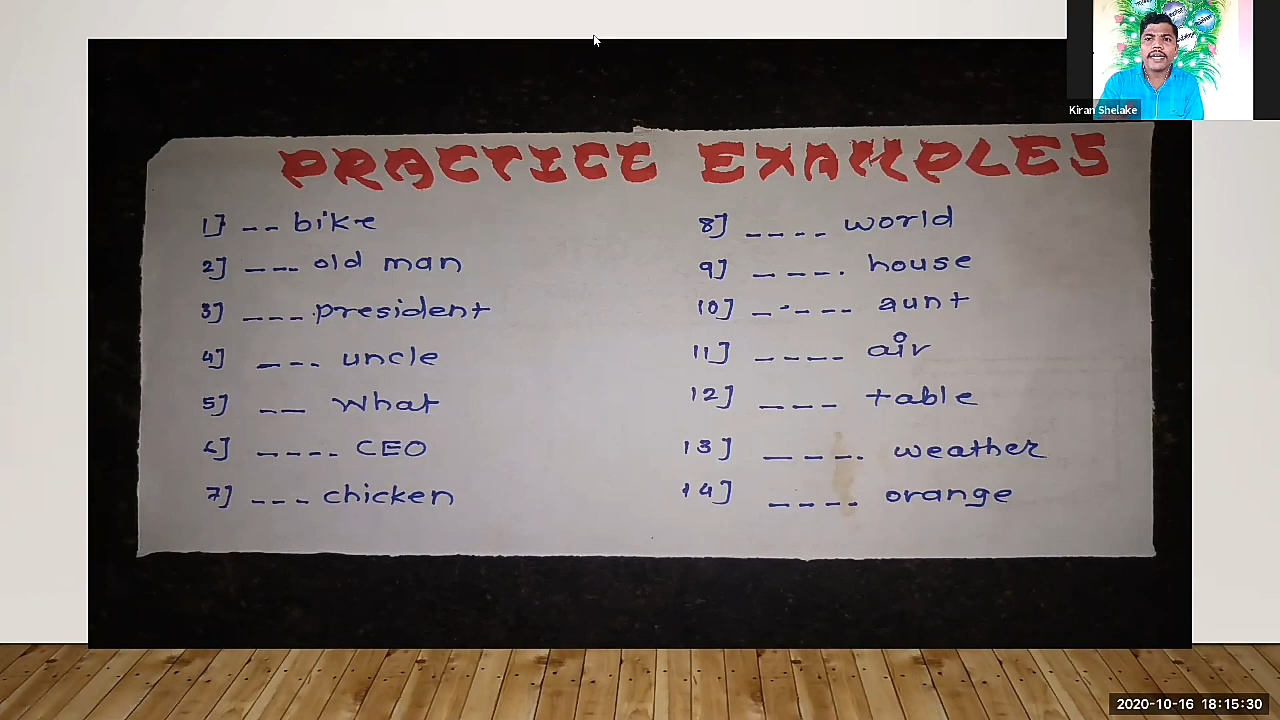 Kiran Shelake
PRACTICE EXAMPLES
1] -- bike
2] --- old man
3] --- president
4] --- uncle
5] -- What
6] ---- CEO
7] --- chicken
8] ---- world
9] ---. house
10] ----- aunt
11] ---- air
12] --- table
13] ---. weather
14] ---- orange
2020-10-16 18:15:30